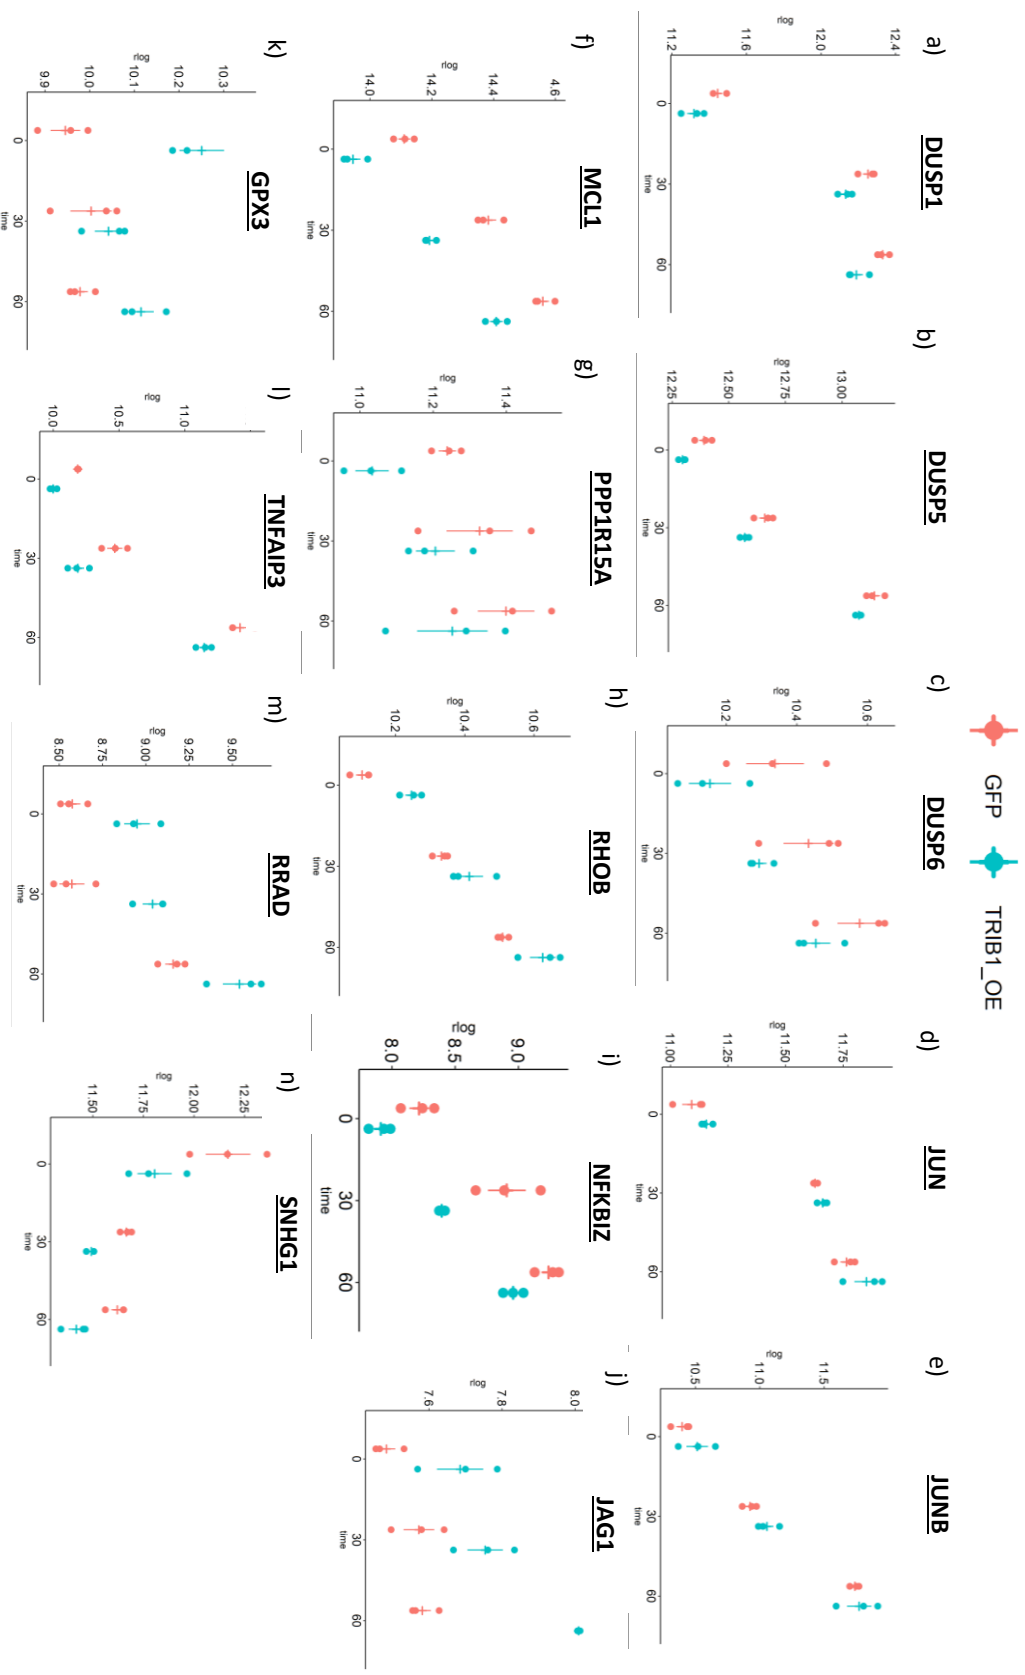 GFP TRIB1_OE
a)
DUSP1
rlog
12.4
12.0
11.6
11.2
0 30 60
time
b)
DUSP5
rlog
13.00
12.75
12.50
12.25
0 30 60
time
c)
DUSP6
rlog
10.6
10.4
10.2
0 30 60
time
d)
JUN
rlog
11.75
11.50
11.25
11.00
0 30 60
time
e)
JUNB
rlog
11.5
11.0
10.5
0 30 60
time
f)
MCL1
rlog
4.6
14.4
14.2
14.0
0 30 60
time
g)
PPP1R15A
rlog
11.4
11.2
11.0
0 30 60
time
h)
RHOB
rlog
10.6
10.4
10.2
0 30 60
time
i)
NFKBIZ
rlog
9.0
8.5
8.0
0 30 60
time
j)
JAG1
rlog
8.0
7.8
7.6
0 30 60
time
k)
GPX3
rlog
10.3
10.2
10.1
10.0
9.9
0 30 60
time
l)
TNFAIP3
rlog
11.0
10.5
10.0
0 30 60
time
m)
RRAD
rlog
9.50
9.25
9.00
8.75
8.50
0 30 60
time
n)
SNHG1
rlog
12.25
12.00
11.75
11.50
0 30 60
time